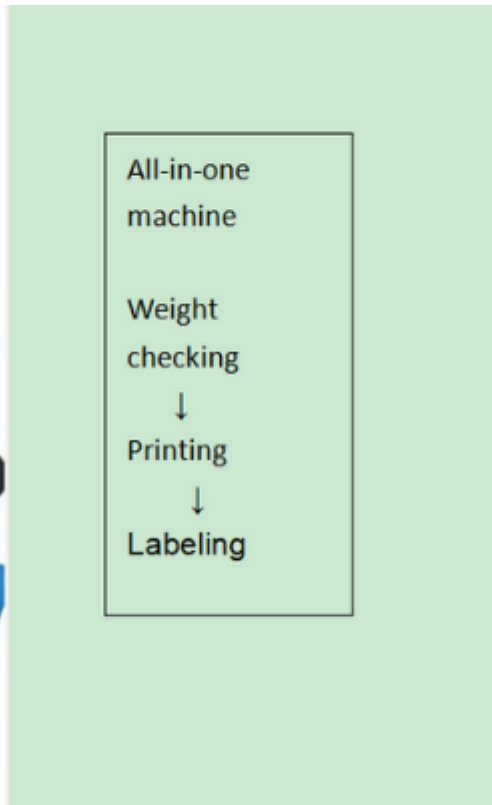 All-in-one
machine
Weight
checking
↓
Printing
↓
Labeling